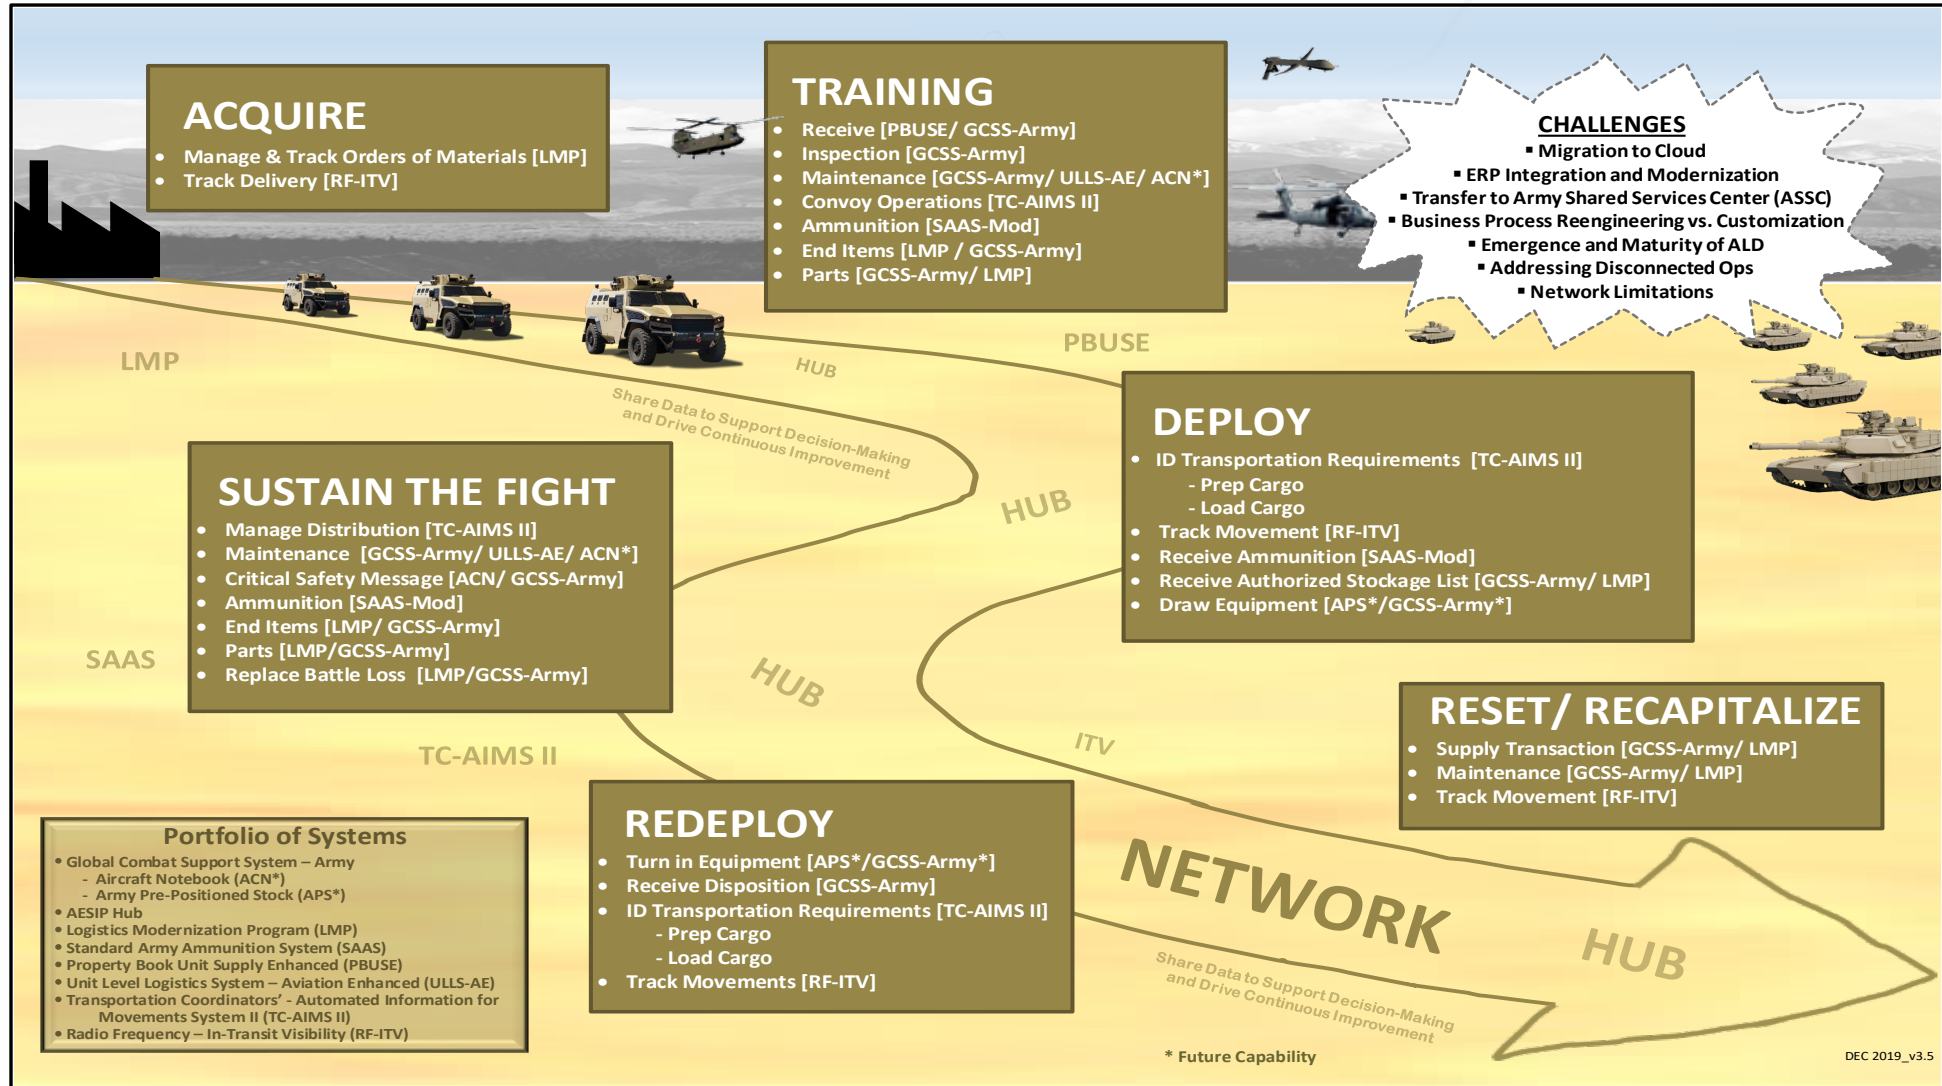 ACQUIRE
• Manage & Track Orders of Materials [LMP]
• Track Delivery [RF-ITV]
TRAINING
• Receive [PBUSE/ GCSS-Army]
• Inspection [GCSS-Army]
• Maintenance [GCSS-Army/ ULLS-AE/ ACN*]
• Convoy Operations [TC-AIMS II]
• Ammunition [SAAS-Mod]
• End Items [LMP / GCSS-Army]
• Parts [GCSS-Army/ LMP]
CHALLENGES
▪ Migration to Cloud
▪ ERP Integration and Modernization
▪ Transfer to Army Shared Services Center (ASSC)
▪ Business Process Reengineering vs. Customization
▪ Emergence and Maturity of ALD
▪ Addressing Disconnected Ops
▪ Network Limitations
LMP
HUB
PBUSE
Share Data to Support Decision-Making
and Drive Continuous Improvement
DEPLOY
• ID Transportation Requirements [TC-AIMS II]
- Prep Cargo
- Load Cargo
• Track Movement [RF-ITV]
• Receive Ammunition [SAAS-Mod]
• Receive Authorized Stockage List [GCSS-Army/ LMP]
• Draw Equipment [APS*/GCSS-Army*]
SUSTAIN THE FIGHT
• Manage Distribution [TC-AIMS II]
• Maintenance [GCSS-Army/ ULLS-AE/ ACN*]
• Critical Safety Message [ACN/ GCSS-Army]
• Ammunition [SAAS-Mod]
• End Items [LMP/ GCSS-Army]
• Parts [LMP/GCSS-Army]
• Replace Battle Loss [LMP/GCSS-Army]
HUB
SAAS
HUB
ITV
TC-AIMS II
RESET/ RECAPITALIZE
• Supply Transaction [GCSS-Army/ LMP]
• Maintenance [GCSS-Army/ LMP]
• Track Movement [RF-ITV]
REDEPLOY
• Turn in Equipment [APS*/GCSS-Army*]
• Receive Disposition [GCSS-Army]
• ID Transportation Requirements [TC-AIMS II]
- Prep Cargo
- Load Cargo
• Track Movements [RF-ITV]
Portfolio of Systems
• Global Combat Support System – Army
- Aircraft Notebook (ACN*)
- Army Pre-Positioned Stock (APS*)
• AESIP Hub
• Logistics Modernization Program (LMP)
• Standard Army Ammunition System (SAAS)
• Property Book Unit Supply Enhanced (PBUSE)
• Unit Level Logistics System – Aviation Enhanced (ULLS-AE)
• Transportation Coordinators’ - Automated Information for
Movements System II (TC-AIMS II)
• Radio Frequency – In-Transit Visibility (RF-ITV)
NETWORK
HUB
Share Data to Support Decision-Making
and Drive Continuous Improvement
* Future Capability
DEC 2019_v3.5